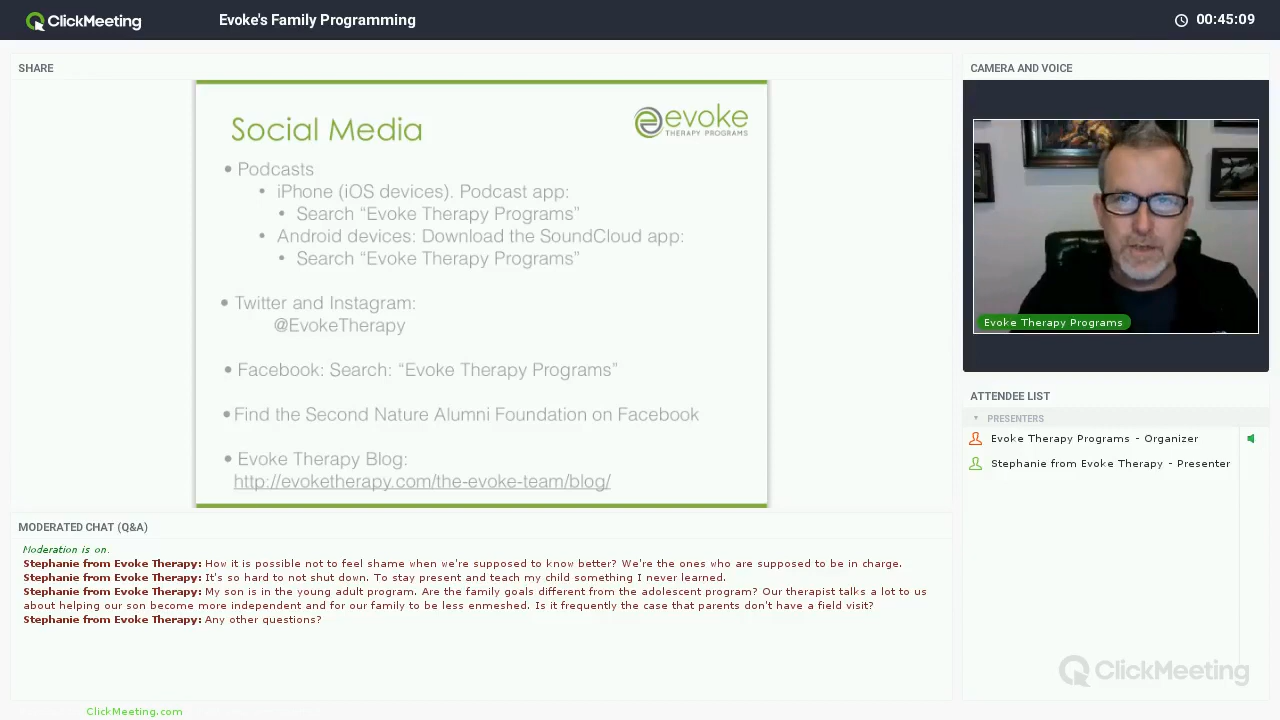 ClickMeeting
Evoke's Family Programming
00:45:09
SHARE
Social Media
evoke
THERAPY PROGRAMS
• Podcasts
• iPhone (iOS devices). Podcast app:
• Search “Evoke Therapy Programs”
• Android devices: Download the SoundCloud app:
• Search “Evoke Therapy Programs”
• Twitter and Instagram:
@EvokeTherapy
• Facebook: Search: “Evoke Therapy Programs”
• Find the Second Nature Alumni Foundation on Facebook
• Evoke Therapy Blog:
http://evoketherapy.com/the-evoke-team/blog/
CAMERA AND VOICE
Evoke Therapy Programs
ATTENDEE LIST
PRESENTERS
Evoke Therapy Programs - Organizer
Stephanie from Evoke Therapy - Presenter
MODERATED CHAT (Q&A)
Moderation is on.
Stephanie from Evoke Therapy: How it is possible not to feel shame when we're supposed to know better? We're the ones who are supposed to be in charge.
Stephanie from Evoke Therapy: It's so hard to not shut down. To stay present and teach my child something I never learned.
Stephanie from Evoke Therapy: My son is in the young adult program. Are the family goals different from the adolescent program? Our therapist talks a lot to us
about helping our son become more independent and for our family to be less enmeshed. Is it frequently the case that parents don't have a field visit?
Stephanie from Evoke Therapy: Any other questions?
ClickMeeting
ClickMeeting.com